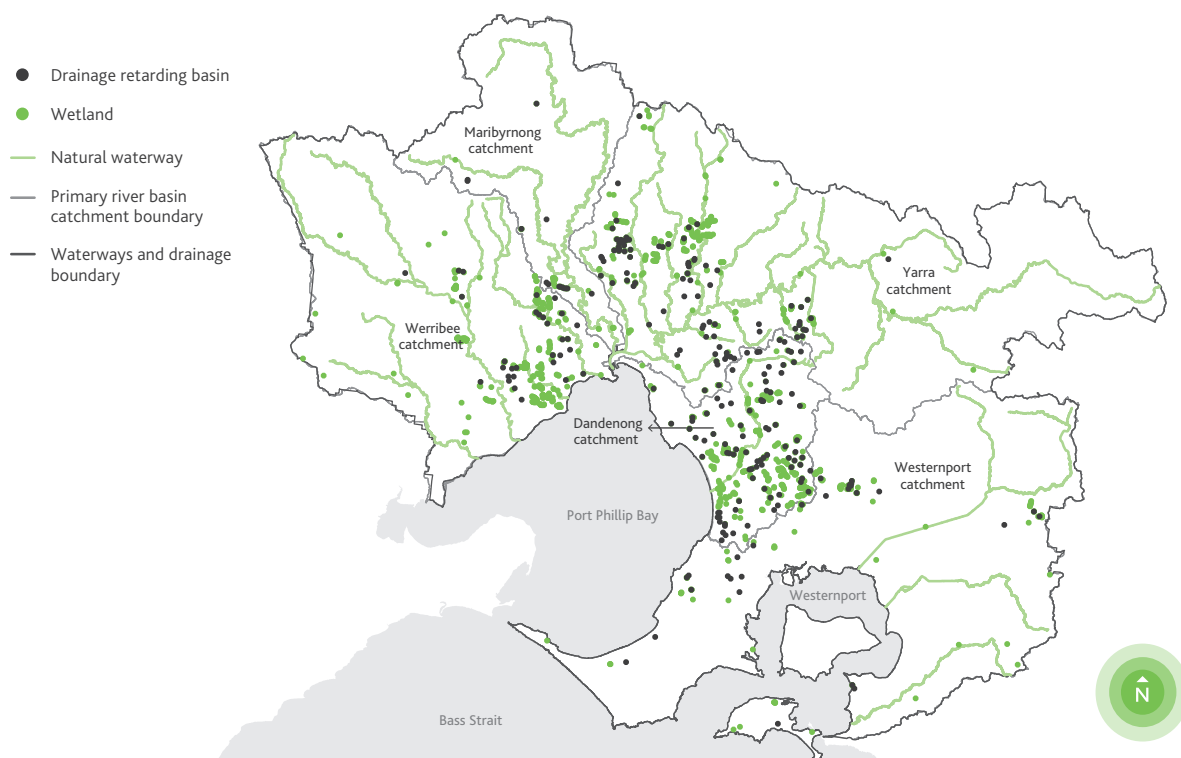 Drainage retarding basin
Wetland
Natural waterway
Primary river basin
catchment boundary
Waterways and drainage
boundary
Maribyrnong
catchment
Yarra
catchment
Werribee
catchment
Dandenong
catchment
Westernport
catchment
Port Phillip Bay
Westernport
Bass Strait
N